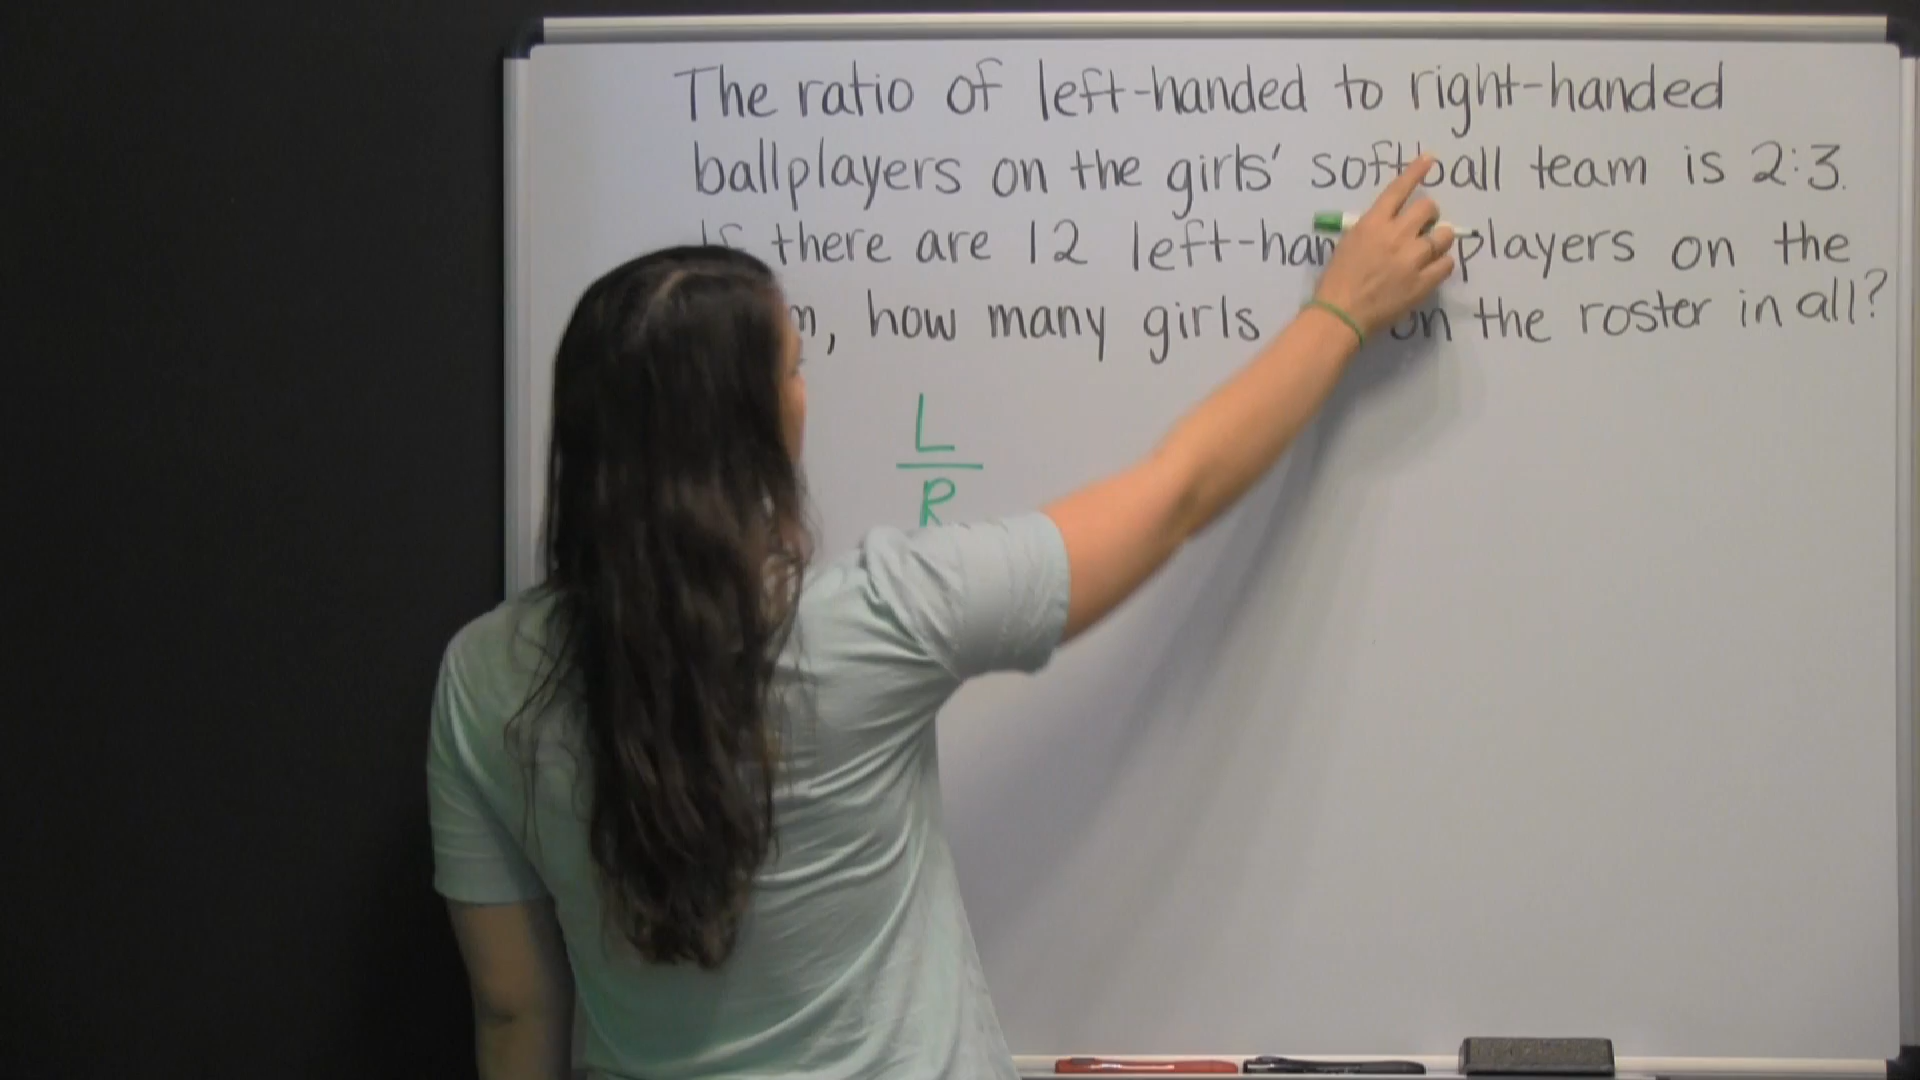 The ratio of left-handed to right-handed
ballplayers on the girls' softball team is 2:3.
If there are 12 left-han players on the
m, how many girls on the roster in all?
L
R